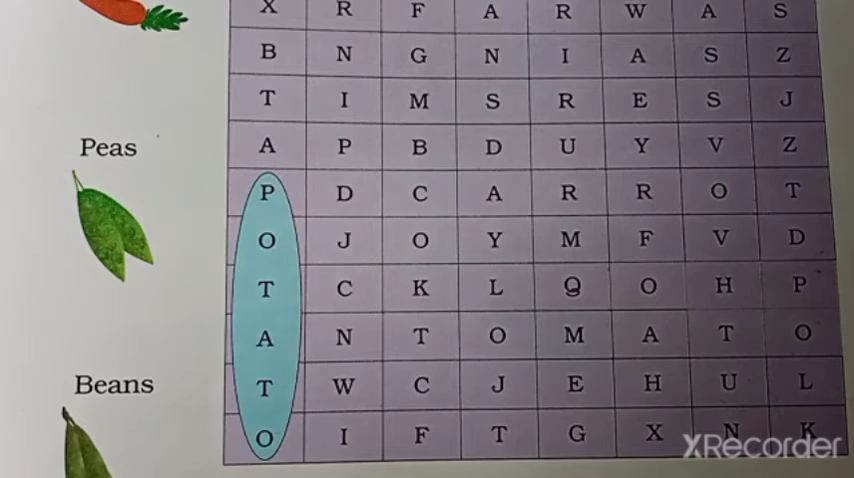 X R F A R W A S
B N G N I A S Z
T I M S R E S J
Peas
A P B D U Y V Z
P D C A R R O T
O J O Y M F V D
T C K L Q O H P
A N T O M A T O
Beans
T W C J E H U L
O I F T G X N K
XRecorder